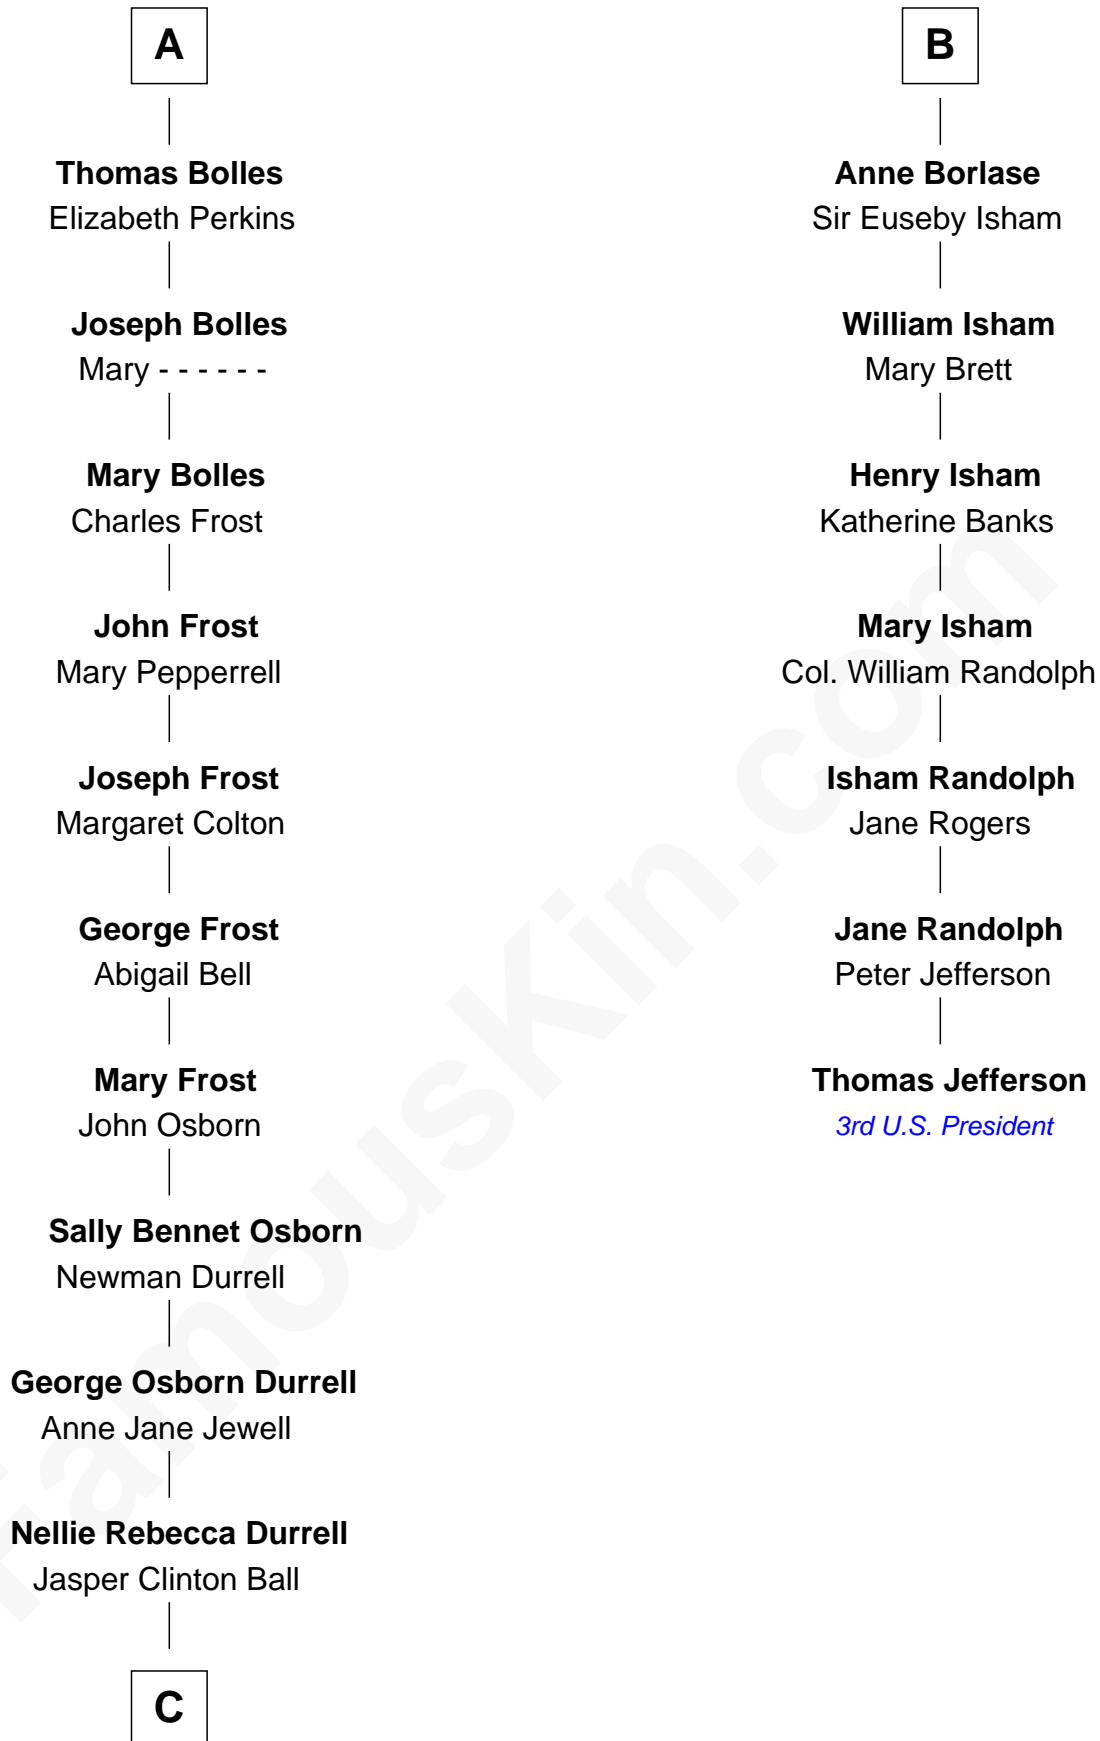 A
Thomas Bolles
Elizabeth Perkins
Joseph Bolles
Mary - - - - - -
Mary Bolles
Charles Frost
John Frost
Mary Pepperrell
Joseph Frost
Margaret Colton
George Frost
Abigail Bell
Mary Frost
John Osborn
Sally Bennet Osborn
Newman Durrell
George Osborn Durrell
Anne Jane Jewell
Nellie Rebecca Durrell
Jasper Clinton Ball
C
B
Anne Borlase
Sir Euseby Isham
William Isham
Mary Brett
Henry Isham
Katherine Banks
Mary Isham
Col. William Randolph
Isham Randolph
Jane Rogers
Jane Randolph
Peter Jefferson
Thomas Jefferson
3rd U.S. President
FamousKin.com